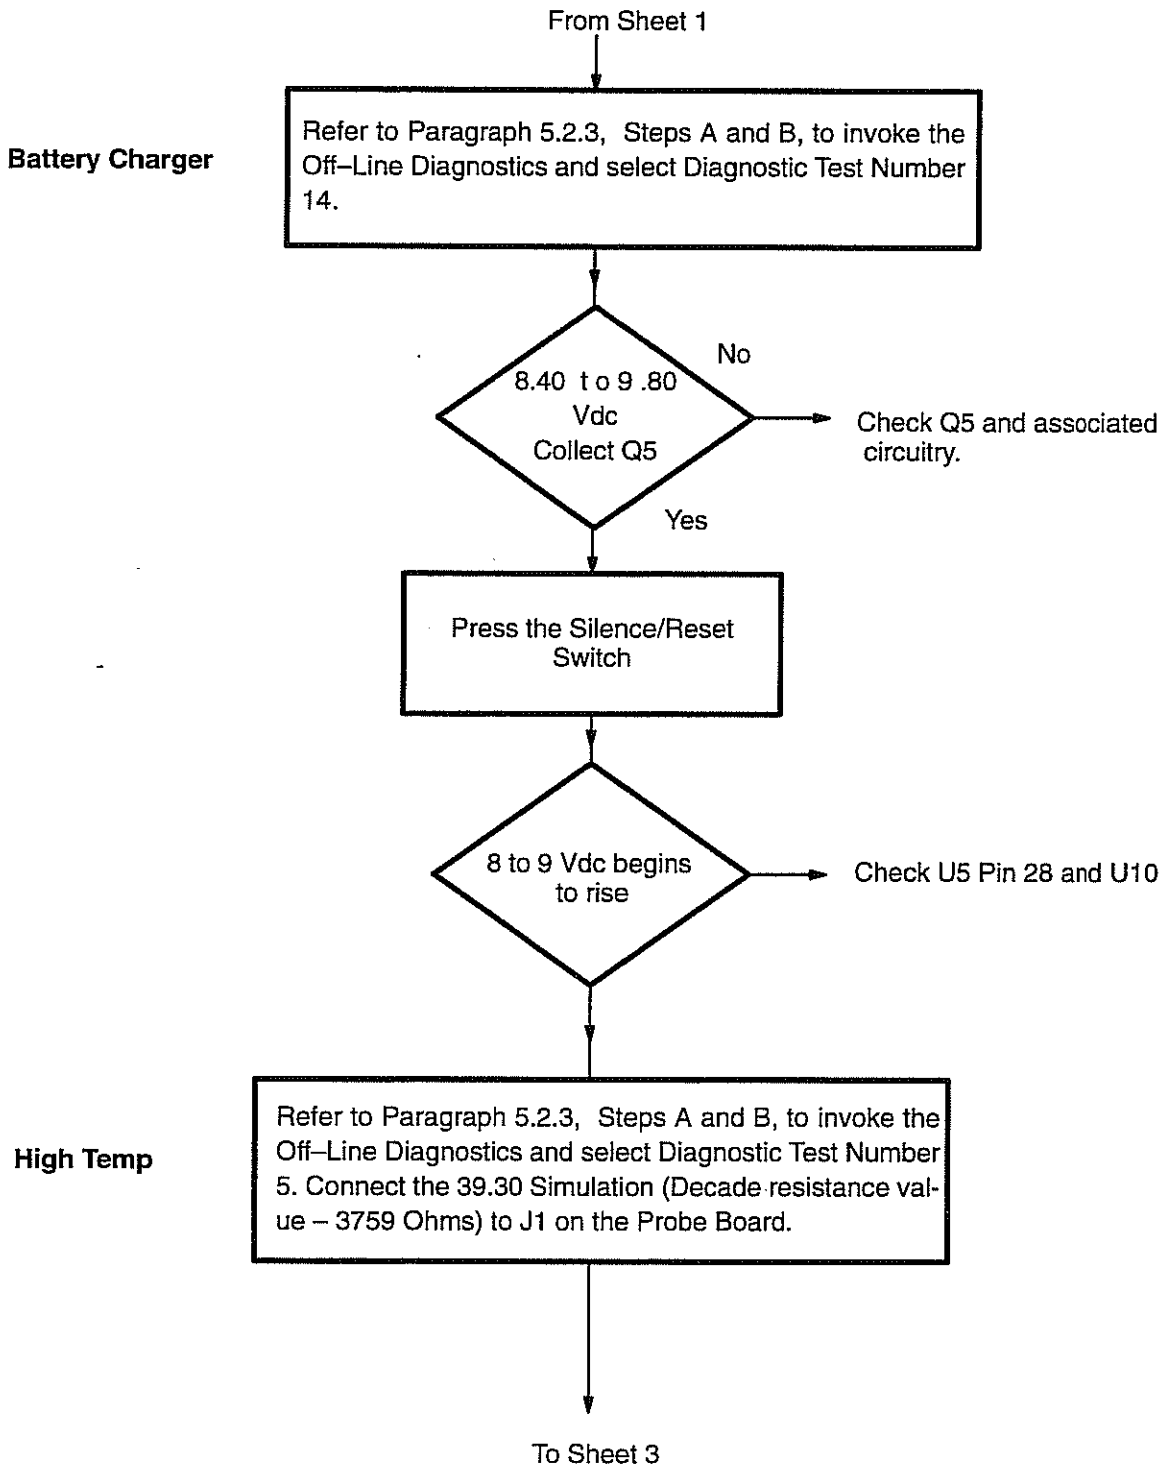 From Sheet 1
Battery Charger
Refer to Paragraph 5.2.3, Steps A and B, to invoke the
Off–Line Diagnostics and select Diagnostic Test Number
14.
8.40 t o 9 .80
Vdc
Collect Q5
No
Check Q5 and associated
circuitry.
Yes
Press the Silence/Reset
Switch
8 to 9 Vdc begins
to rise
Check U5 Pin 28 and U10
High Temp
Refer to Paragraph 5.2.3, Steps A and B, to invoke the
Off–Line Diagnostics and select Diagnostic Test Number
5. Connect the 39.30 Simulation (Decade resistance val-
ue – 3759 Ohms) to J1 on the Probe Board.
To Sheet 3